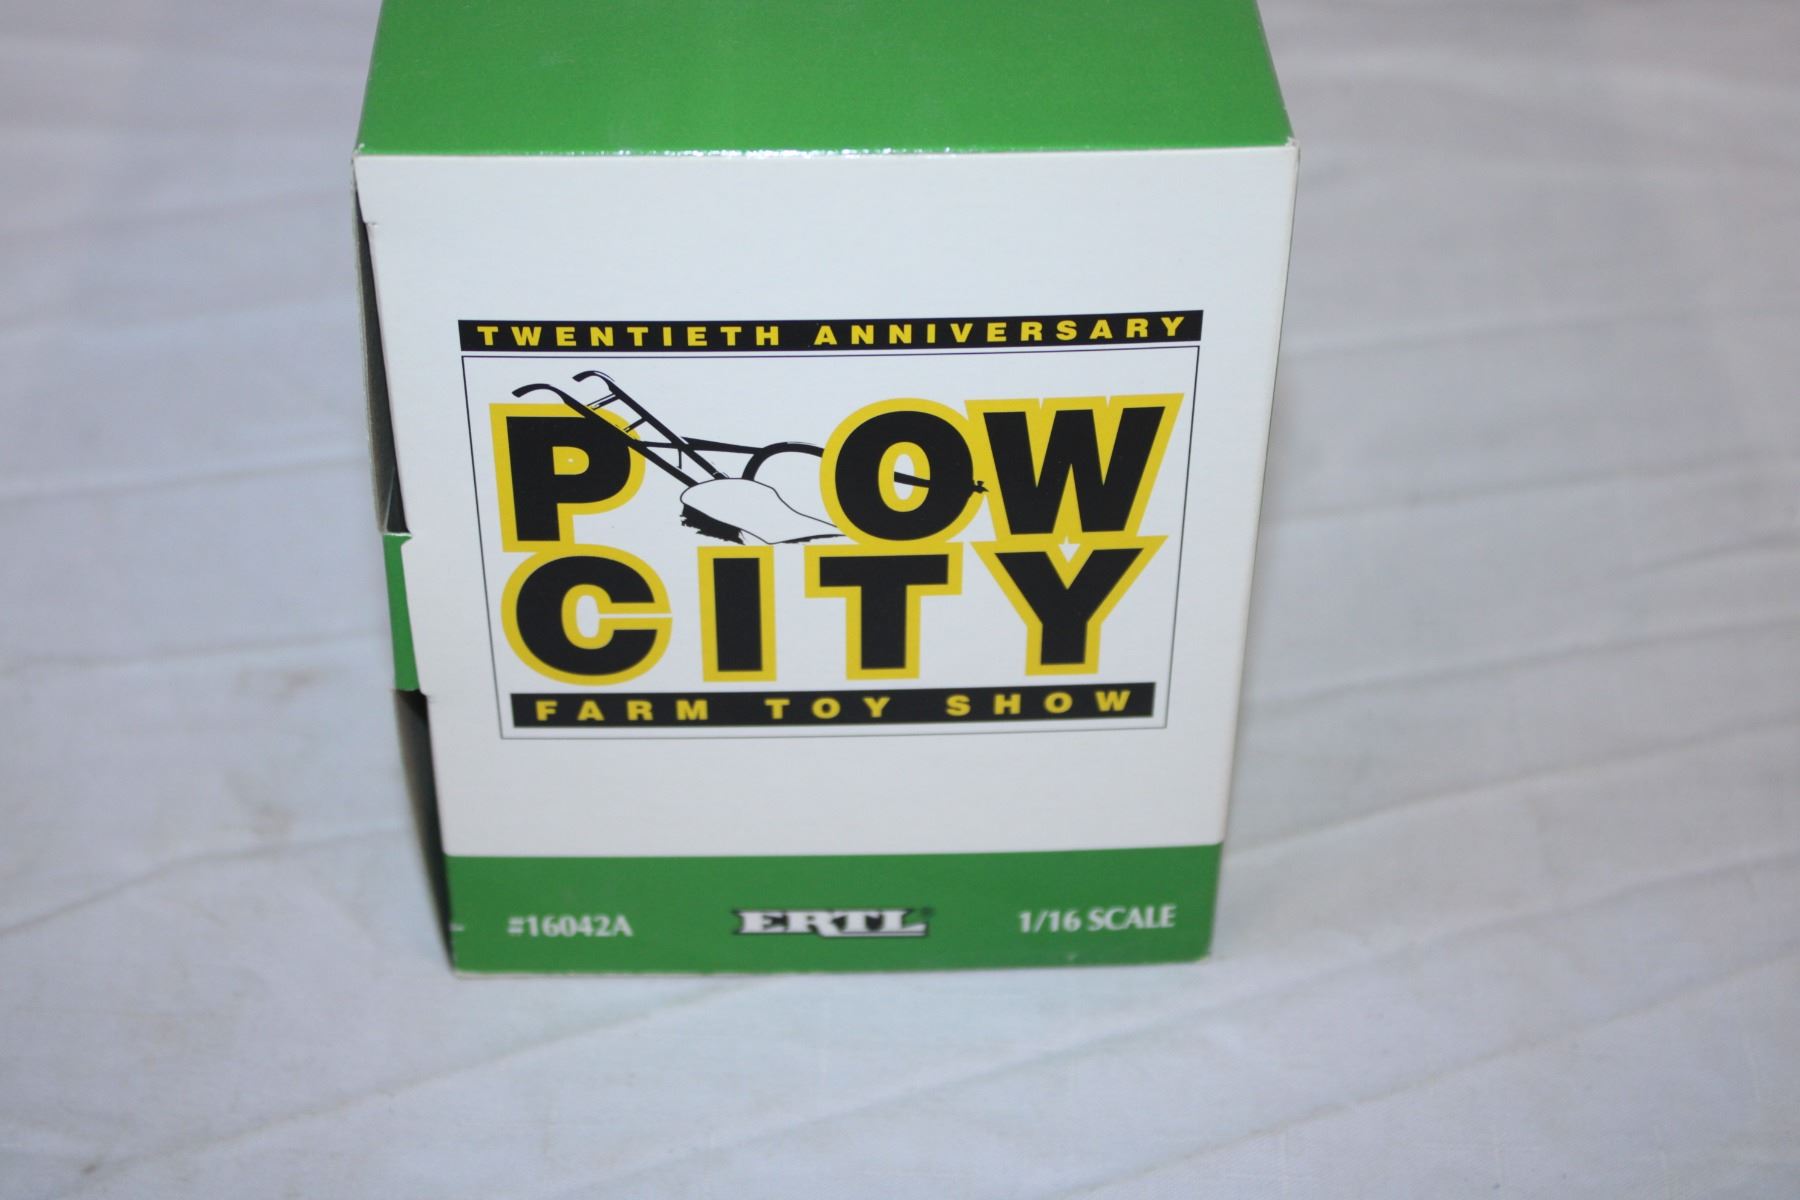 TWENTIETH ANNIVERSARY
P OW
CITY
FARM TOY SHOW
#16042A ERTL 1/16 SCALE